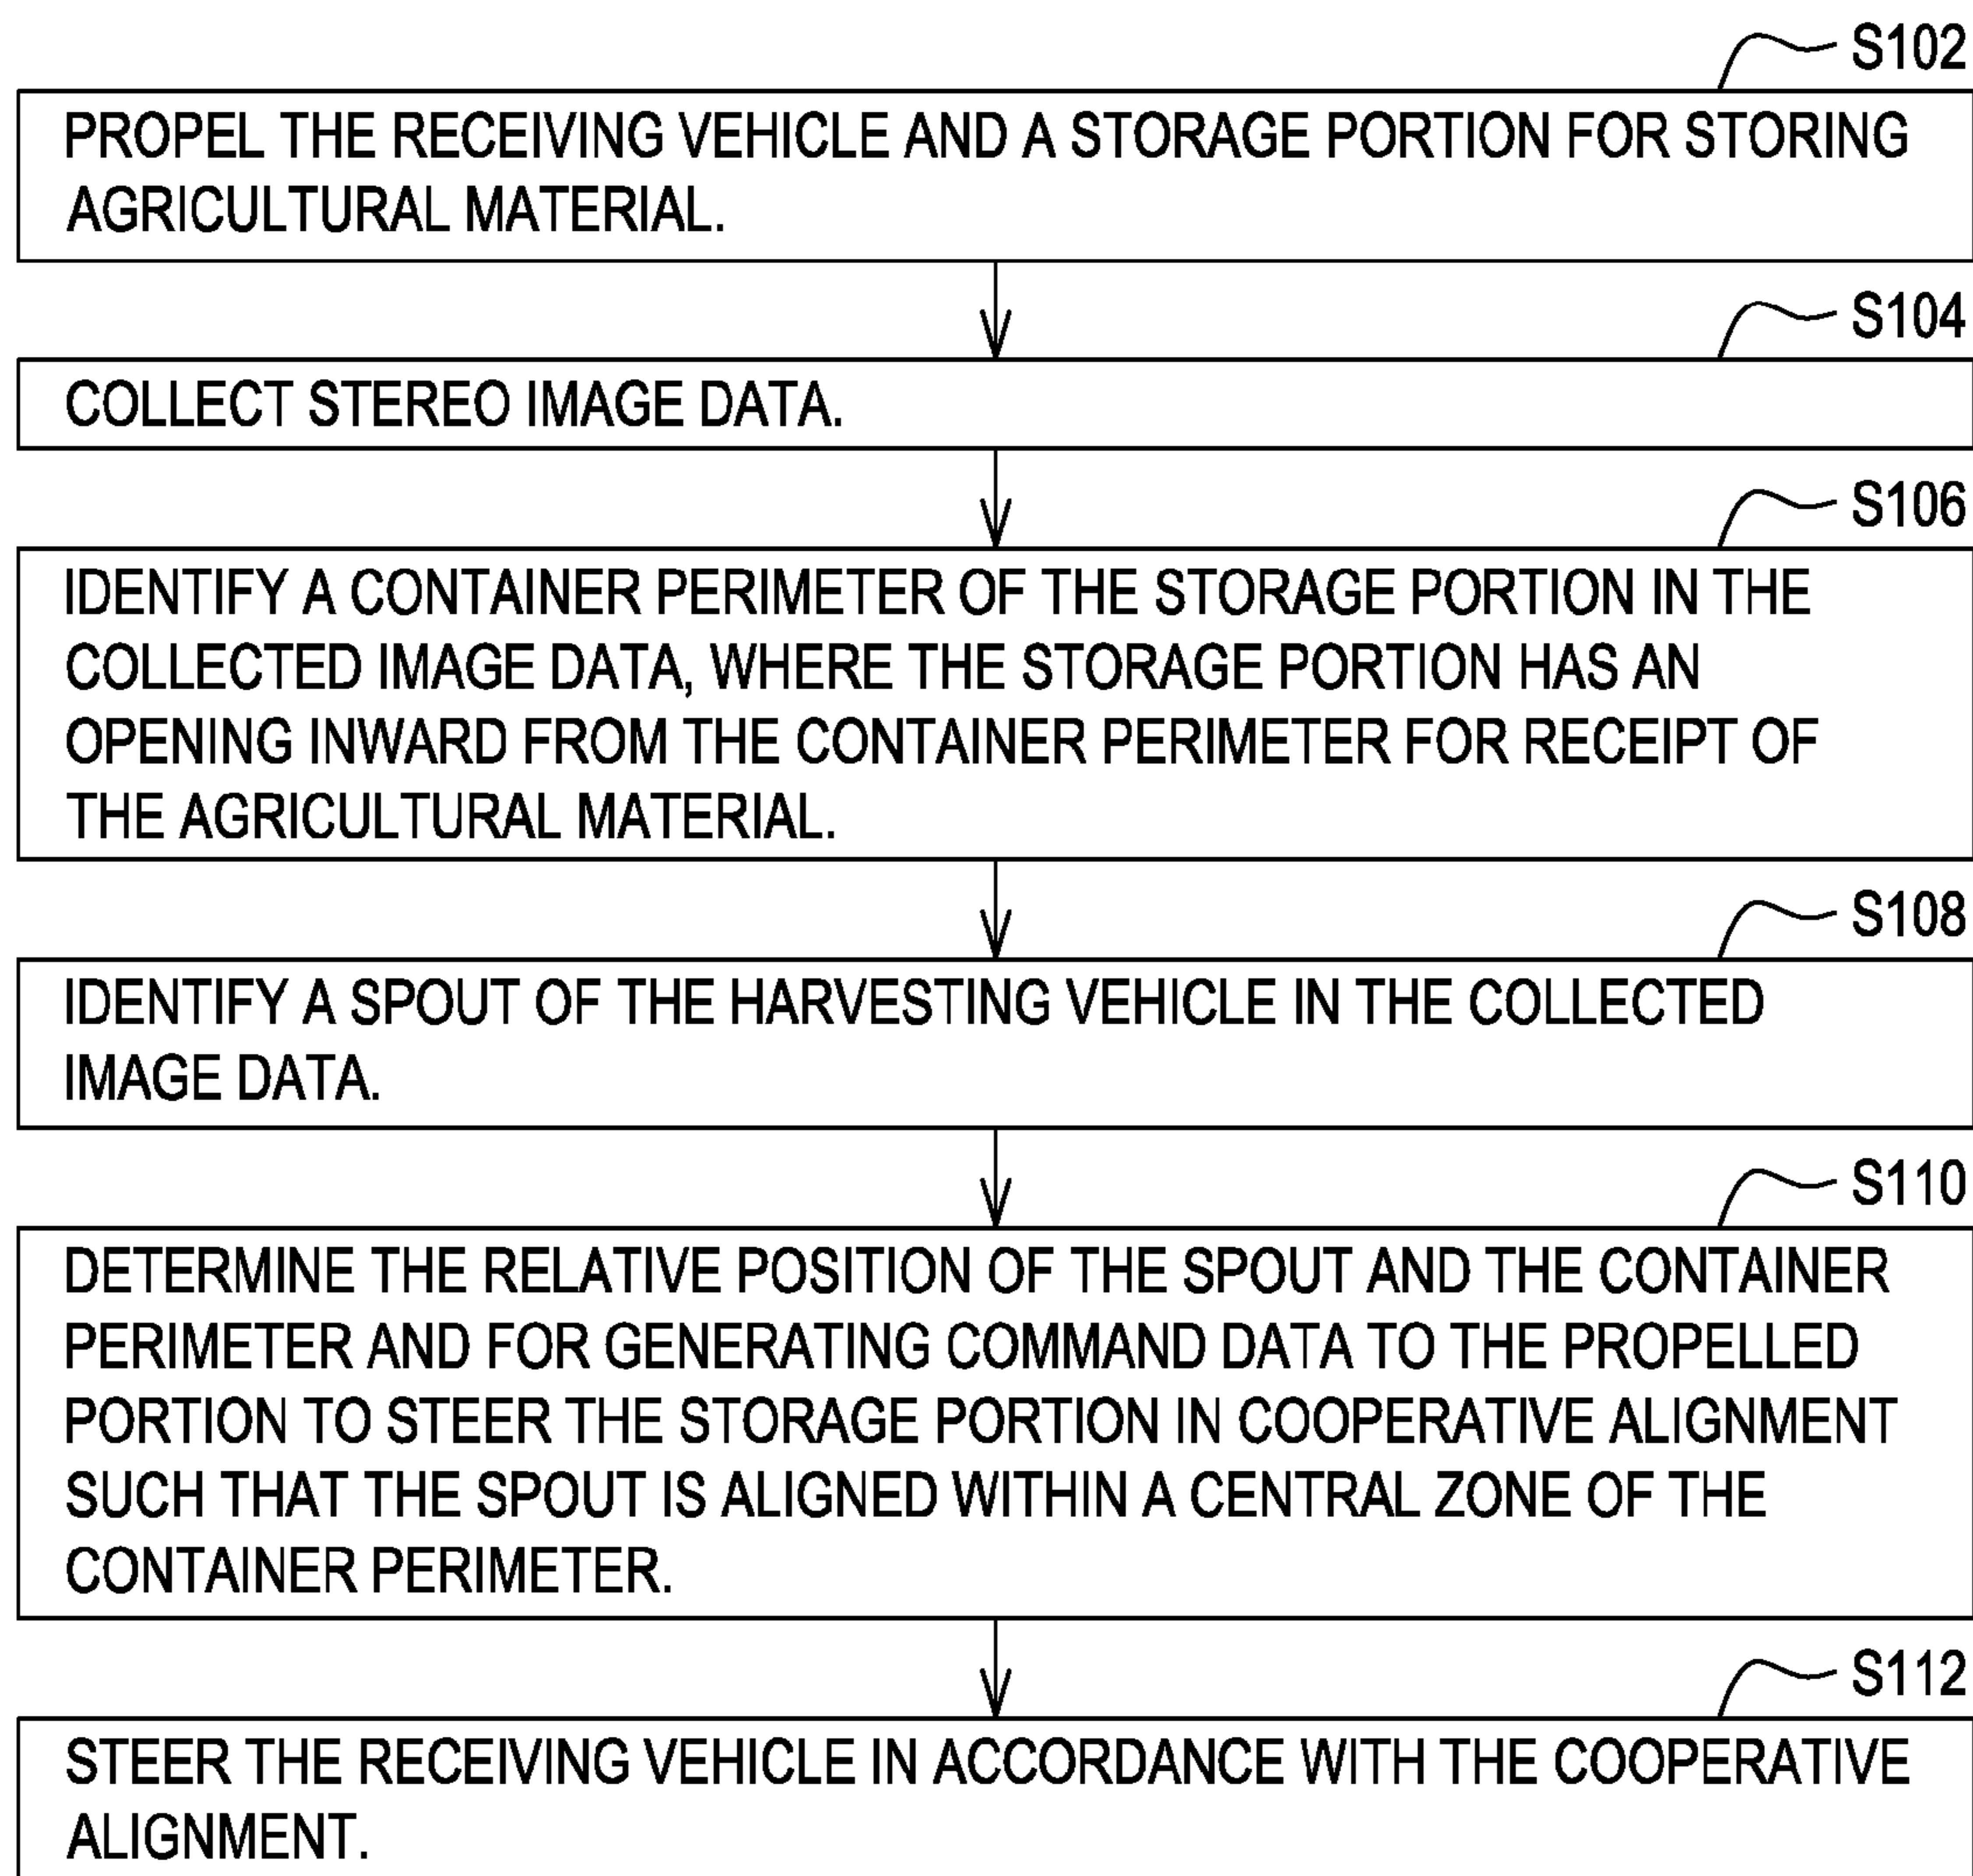 S102
PROPEL THE RECEIVING VEHICLE AND A STORAGE PORTION FOR STORING
AGRICULTURAL MATERIAL.
S104
COLLECT STEREO IMAGE DATA.
S106
IDENTIFY A CONTAINER PERIMETER OF THE STORAGE PORTION IN THE
COLLECTED IMAGE DATA, WHERE THE STORAGE PORTION HAS AN
OPENING INWARD FROM THE CONTAINER PERIMETER FOR RECEIPT OF
THE AGRICULTURAL MATERIAL.
S108
IDENTIFY A SPOUT OF THE HARVESTING VEHICLE IN THE COLLECTED
IMAGE DATA.
S110
DETERMINE THE RELATIVE POSITION OF THE SPOUT AND THE CONTAINER
PERIMETER AND FOR GENERATING COMMAND DATA TO THE PROPELLED
PORTION TO STEER THE STORAGE PORTION IN COOPERATIVE ALIGNMENT
SUCH THAT THE SPOUT IS ALIGNED WITHIN A CENTRAL ZONE OF THE
CONTAINER PERIMETER.
S112
STEER THE RECEIVING VEHICLE IN ACCORDANCE WITH THE COOPERATIVE
ALIGNMENT.